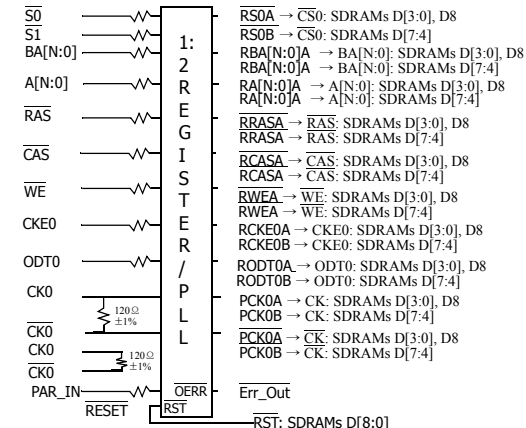 S0
S1
BA[N:0]
A[N:0]
RAS
CAS
WE
CKE0
ODT0
CK0
120Ω
±1%
CK0
CK0
120Ω
±1%
CK0
PAR_IN
RESET
1:
2
R
E
G
I
S
T
E
R
/
P
L
L
OERR
RST
RS0A → CS0: SDRAMs D[3:0], D8
RS0B → CS0: SDRAMs D[7:4]
RBA[N:0]A → BA[N:0]: SDRAMs D[3:0], D8
RBA[N:0]A → BA[N:0]: SDRAMs D[7:4]
RA[N:0]A → A[N:0]: SDRAMs D[3:0], D8
RA[N:0]A → A[N:0]: SDRAMs D[7:4]
RRASA → RAS: SDRAMs D[3:0], D8
RRASA → RAS: SDRAMs D[7:4]
RCASA → CAS: SDRAMs D[3:0], D8
RCASA → CAS: SDRAMs D[7:4]
RWEA → WE: SDRAMs D[3:0], D8
RWEA → WE: SDRAMs D[7:4]
RCKE0A → CKE0: SDRAMs D[3:0], D8
RCKE0B → CKE0: SDRAMs D[7:4]
RODT0A → ODT0: SDRAMs D[3:0], D8
RODT0B → ODT0: SDRAMs D[7:4]
PCK0A → CK: SDRAMs D[3:0], D8
PCK0B → CK: SDRAMs D[7:4]
PCK0A → CK: SDRAMs D[3:0], D8
PCK0B → CK: SDRAMs D[7:4]
Err_Out
RST: SDRAMs D[8:0]